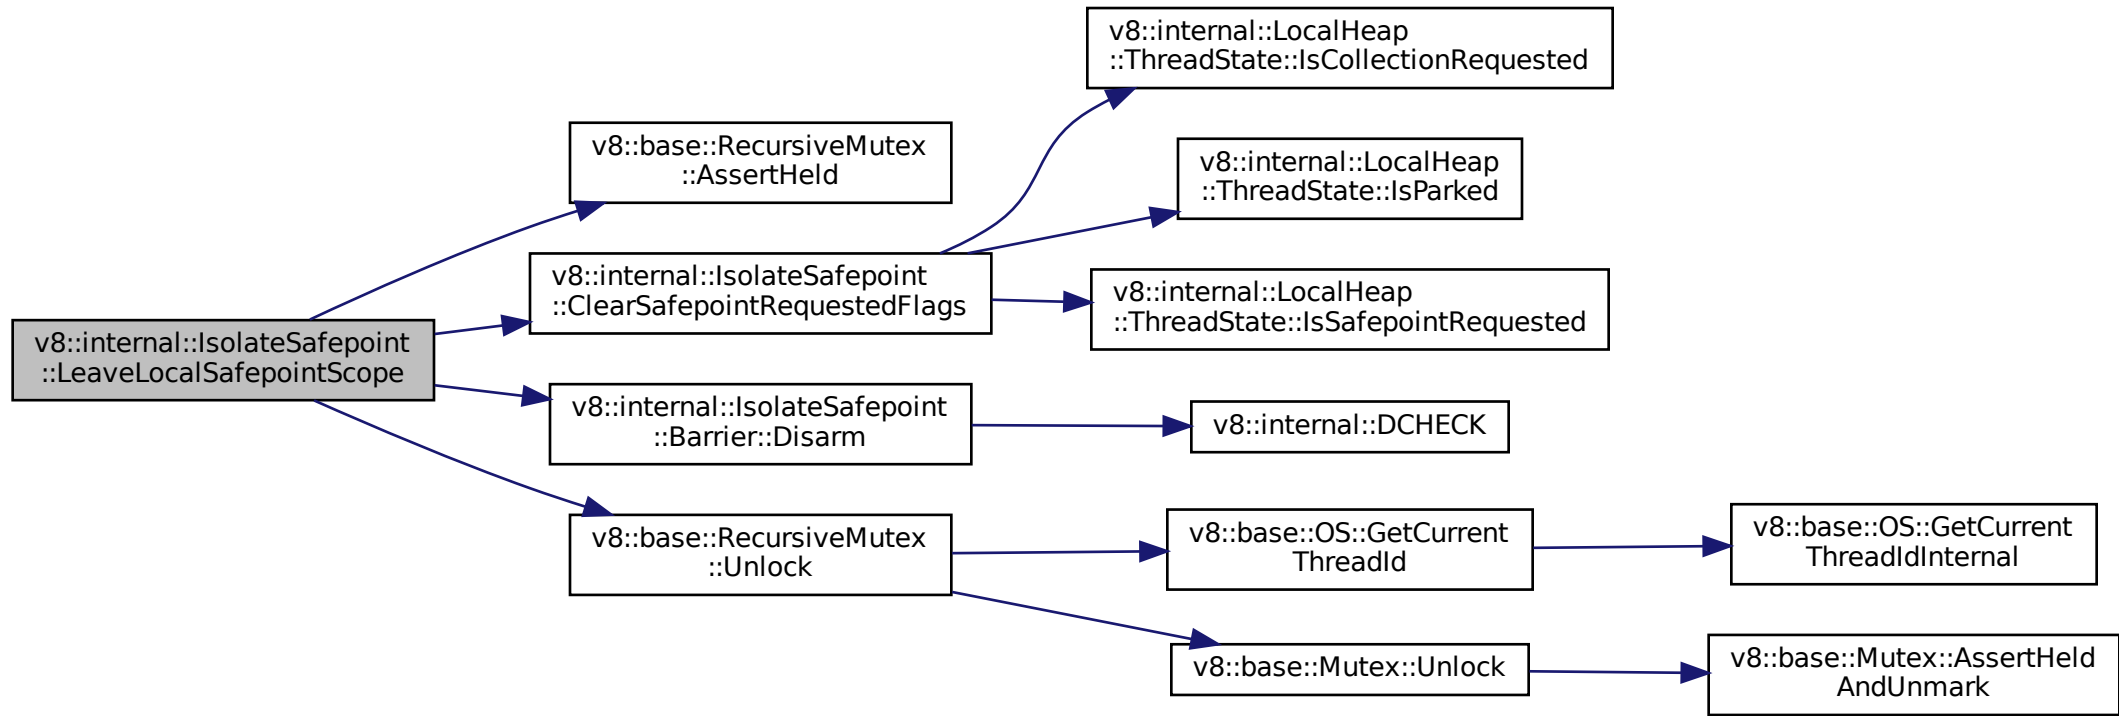 v8::internal::IsolateSafepoint
::LeaveLocalSafepointScope
v8::base::RecursiveMutex
::AssertHeld
v8::internal::IsolateSafepoint
::ClearSafepointRequestedFlags
v8::internal::LocalHeap
::ThreadState::IsCollectionRequested
v8::internal::LocalHeap
::ThreadState::IsParked
v8::internal::LocalHeap
::ThreadState::IsSafepointRequested
v8::internal::IsolateSafepoint
::Barrier::Disarm
v8::internal::DCHECK
v8::base::RecursiveMutex
::Unlock
v8::base::OS::GetCurrent
ThreadId
v8::base::OS::GetCurrent
ThreadIdInternal
v8::base::Mutex::Unlock
v8::base::Mutex::AssertHeld
AndUnmark